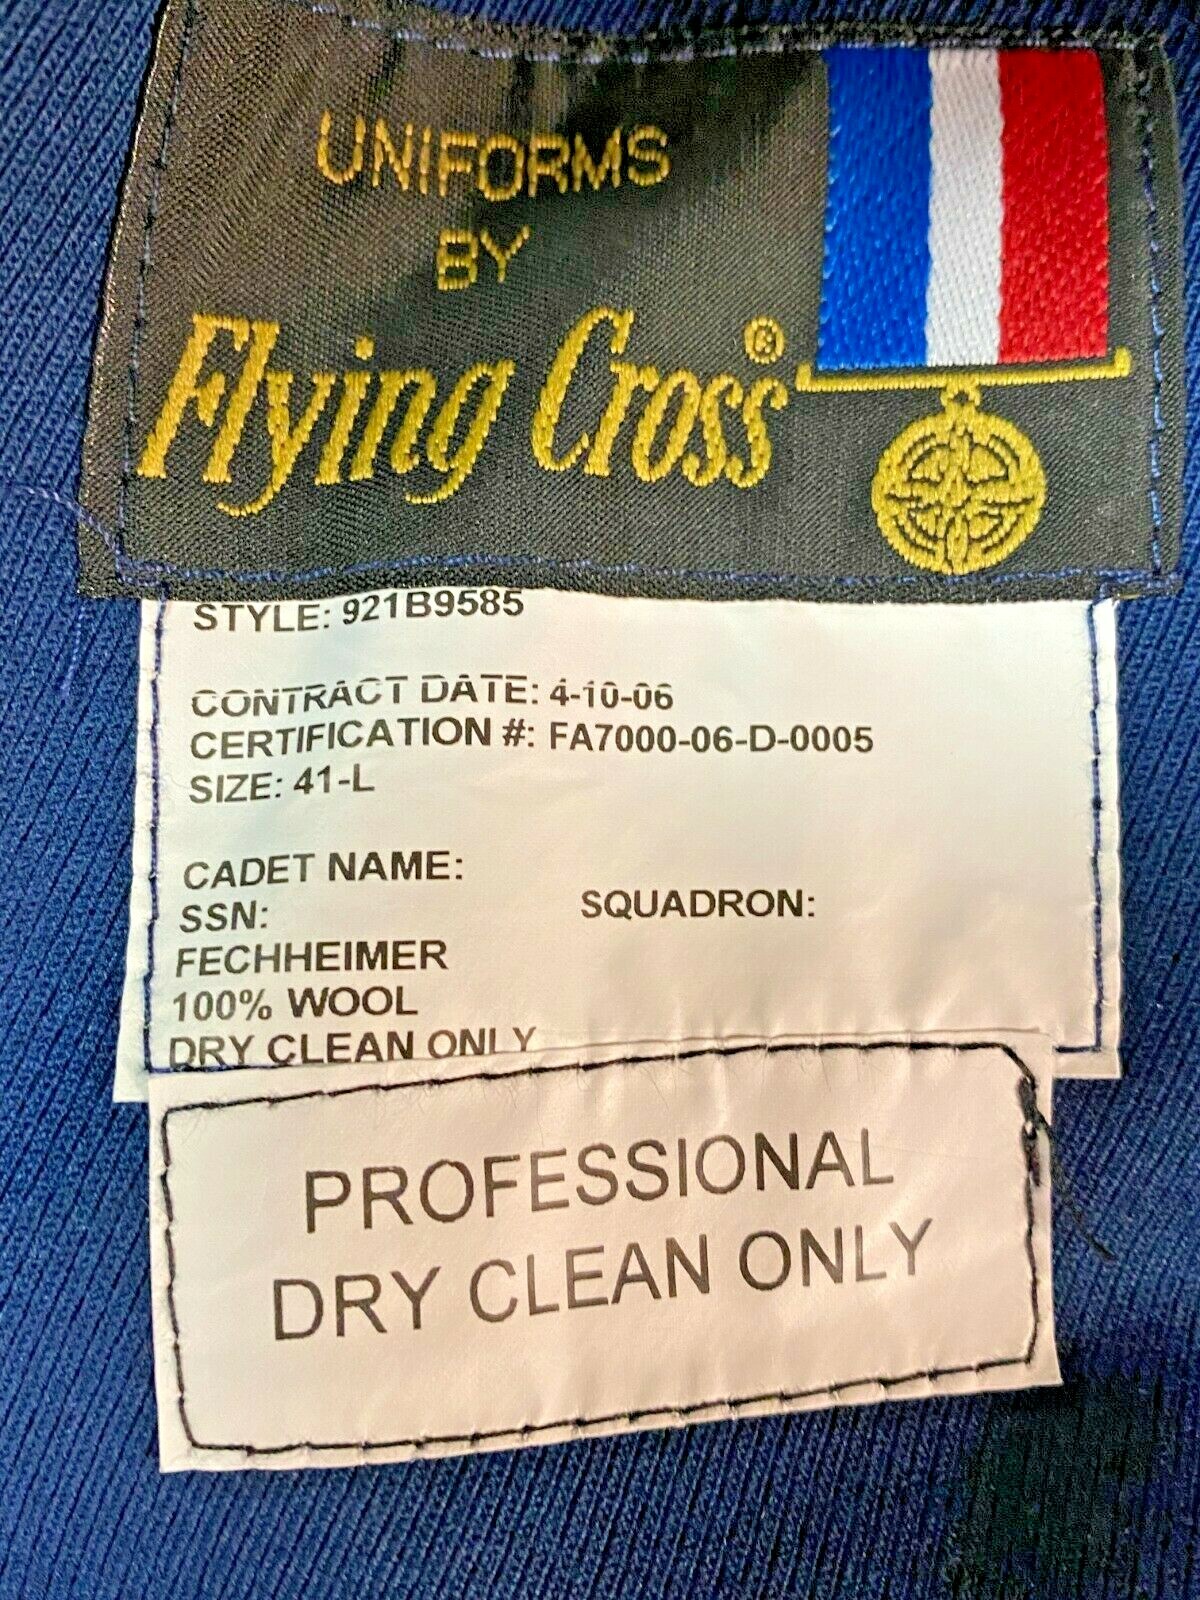 UNIFORMS
BY
Flying Cross®
STYLE: 921B9585
CONTRACT DATE: 4-10-06
CERTIFICATION #: FA7000-06-D-0005
SIZE: 41-L
CADET NAME:
SSN: SQUADRON:
FECHHEIMER
100% WOOL
DRY CLEAN ONLY
PROFESSIONAL
DRY CLEAN ONLY